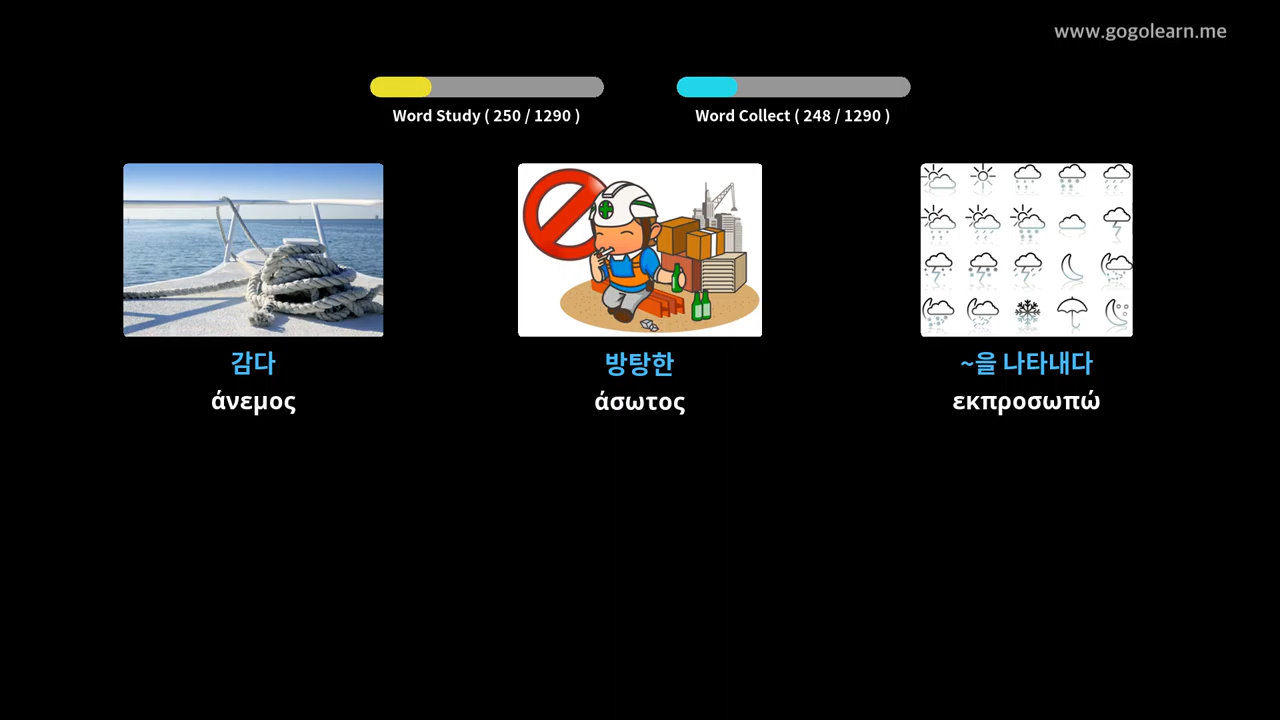 www.gogolearn.me
Word Study ( 250 / 1290 )
Word Collect ( 248 / 1290 )
감다
άνεμος
방탕한
άσωτος
~을 나타내다
εκπροσωπώ